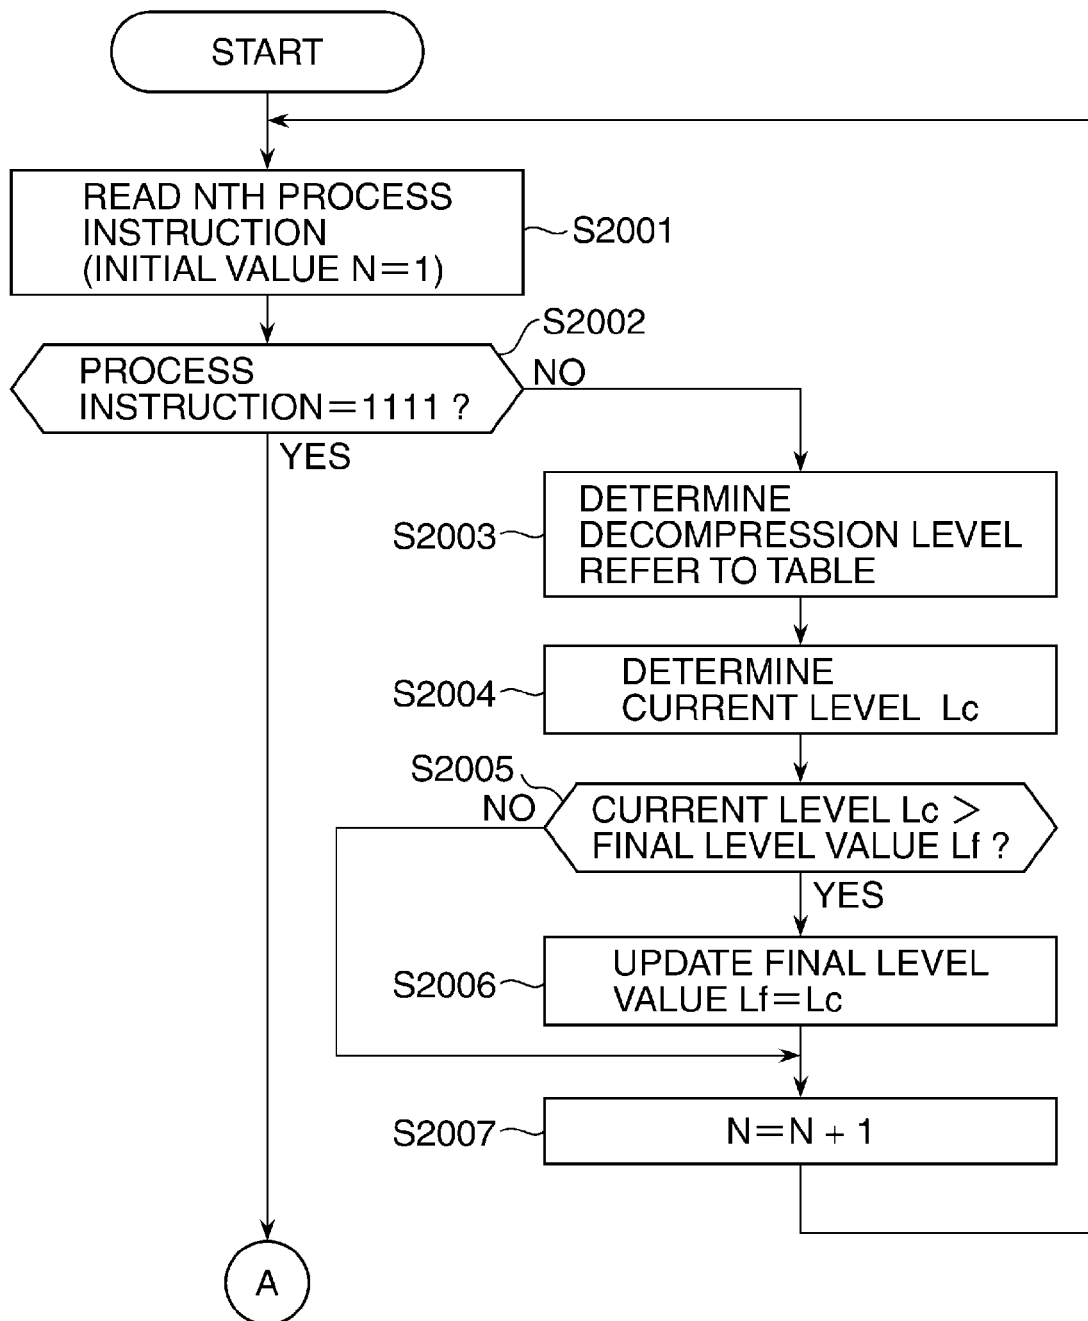 START
READ NTH PROCESS
INSTRUCTION
(INITIAL VALUE N=1)
S2001
S2002
PROCESS
INSTRUCTION=1111 ?
NO
YES
DETERMINE
DECOMPRESSION LEVEL
REFER TO TABLE
S2003
DETERMINE
CURRENT LEVEL Lc
S2004
S2005
NO
CURRENT LEVEL Lc >
FINAL LEVEL VALUE Lf ?
YES
UPDATE FINAL LEVEL
VALUE Lf=Lc
S2006
S2007
N=N + 1
A